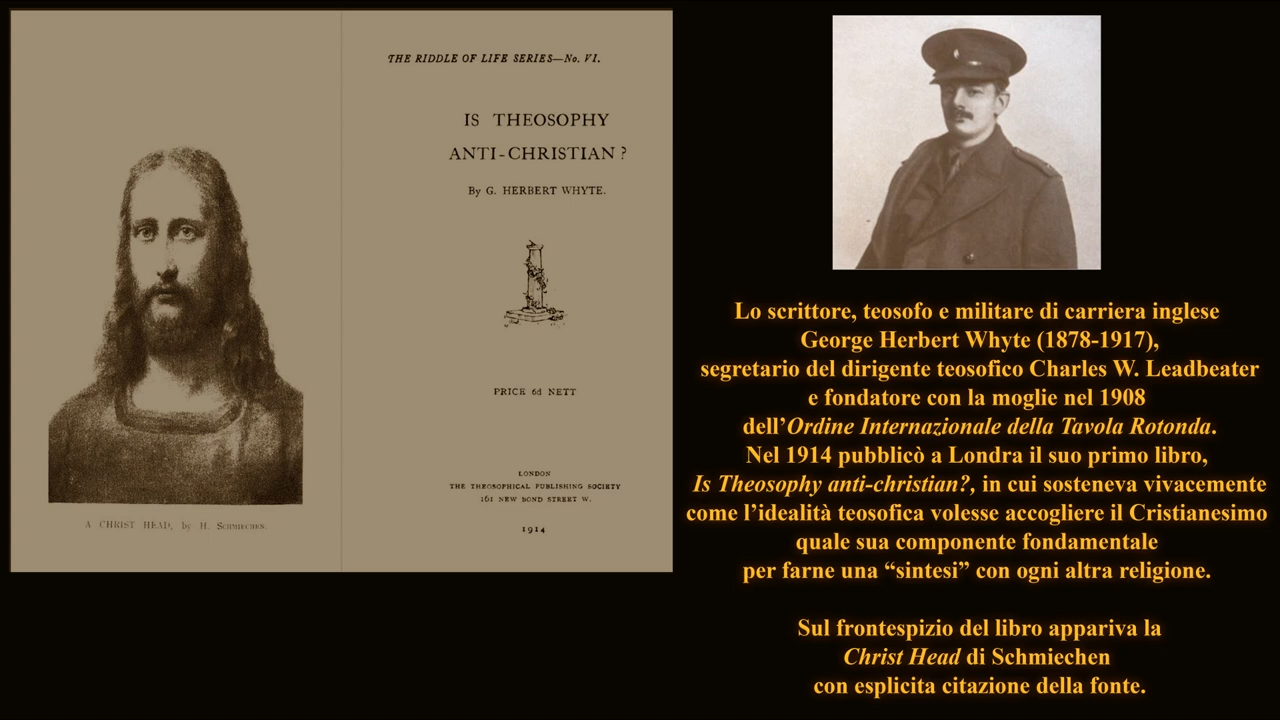 THE RIDDLE OF LIFE SERIES—No. VI.
IS THEOSOPHY
ANTI-CHRISTIAN?
By G. HERBERT WHYTE.
PRICE 6d NETT
LONDON
THE THEOSOPHICAL PUBLISHING SOCIETY
161 NEW BOND STREET W.
1914
A CHRIST HEAD, by H. SCHMIECHEN.
Lo scrittore, teosofo e militare di carriera inglese
George Herbert Whyte (1878-1917),
segretario del dirigente teosofico Charles W. Leadbeater
e fondatore con la moglie nel 1908
dell’Ordine Internazionale della Tavola Rotonda.
Nel 1914 pubblicò a Londra il suo primo libro,
Is Theosophy anti-christian?, in cui sosteneva vivacemente
come l’idealità teosofica volesse accogliere il Cristianesimo
quale sua componente fondamentale
per farne una “sintesi” con ogni altra religione.
Sul frontespizio del libro appariva la
Christ Head di Schmiechen
con esplicita citazione della fonte.